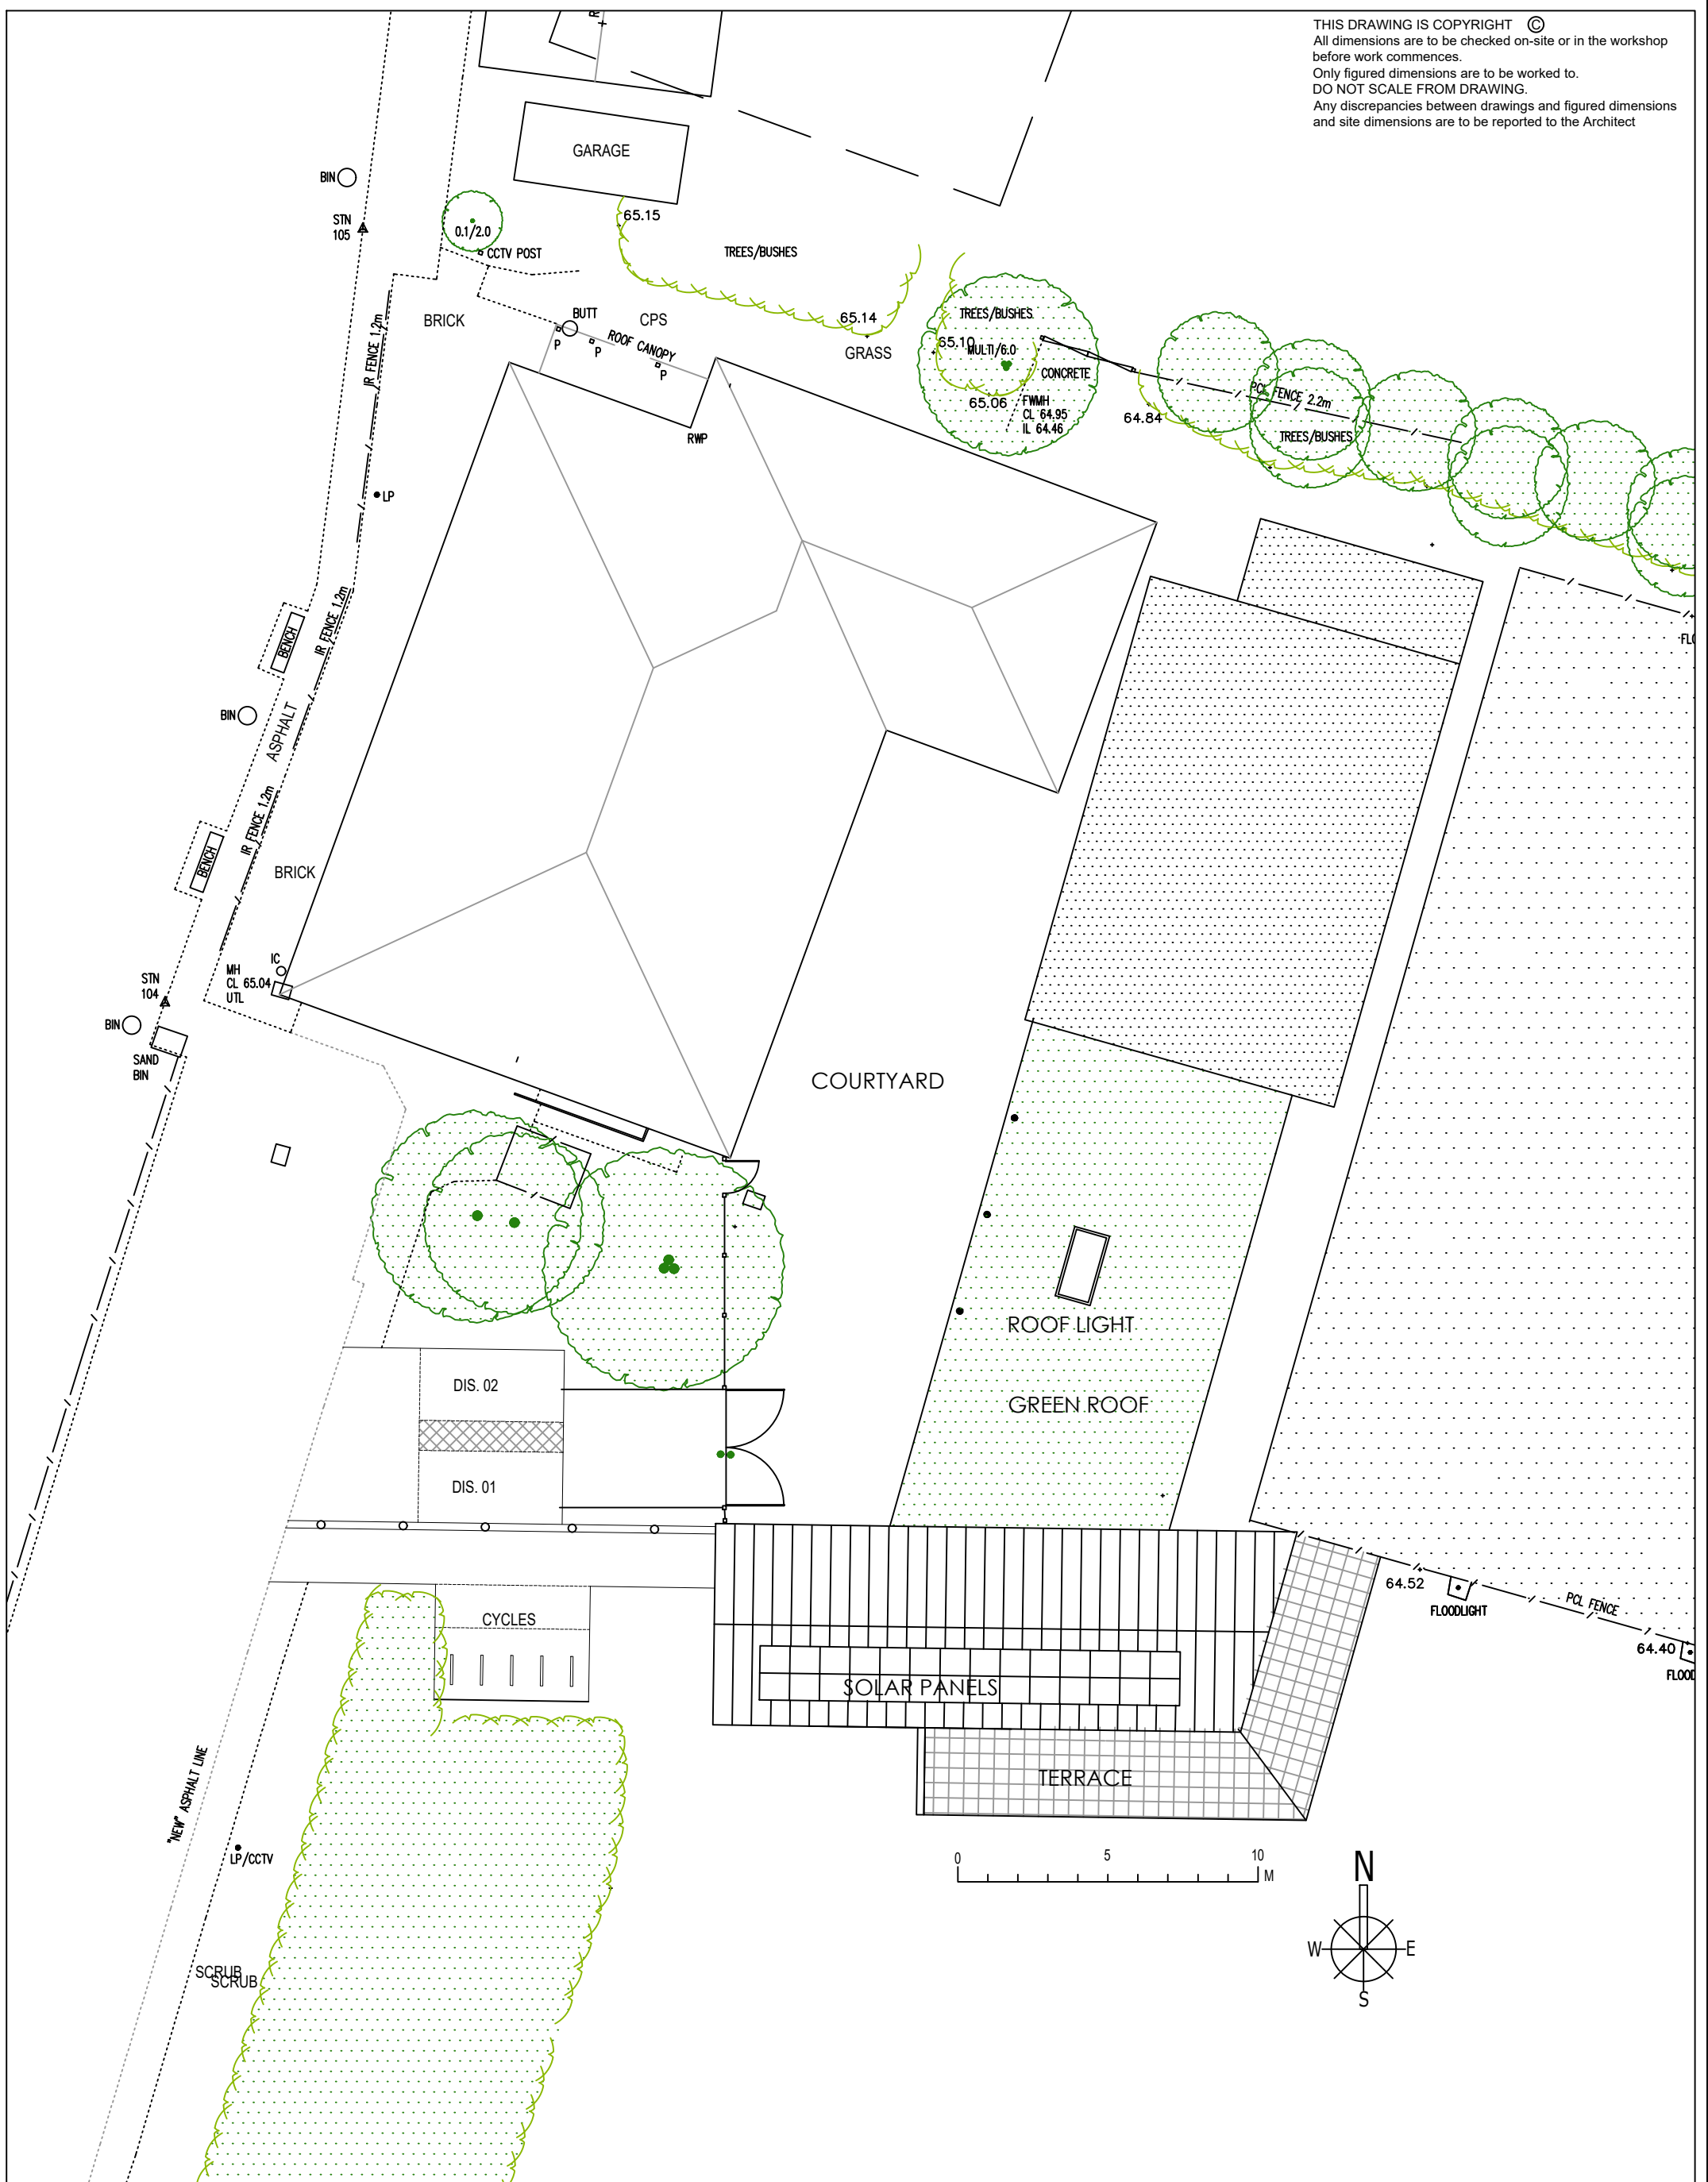 THIS DRAWING IS COPYRIGHT ©
All dimensions are to be checked on-site or in the workshop
before work commences.
Only figured dimensions are to be worked to.
DO NOT SCALE FROM DRAWING.
Any discrepancies between drawings and figured dimensions
and site dimensions are to be reported to the Architect
GARAGE
BIN
STN
105
0.1/2.0
CCTV POST
65.15
TREES/BUSHES
BRICK
BUTT
CPS
P
P
P
ROOF CANOPY
65.14
GRASS
TREES/BUSHES
65.10
MULTI/6.0
CONCRETE
65.06
FWMH
CL 64.95
IL 64.46
64.84
PCL FENCE 2.2m
TREES/BUSHES
IR FENCE 1.2m
RWP
LP
IR FENCE 1.2m
BENCH
BIN
ASPHALT
IR FENCE 1.2m
BENCH
BRICK
IC
MH
CL 65.04
UTL
STN
104
BIN
SAND
BIN
COURTYARD
ROOF LIGHT
GREEN ROOF
DIS. 02
DIS. 01
CYCLES
SOLAR PANELS
TERRACE
64.52
FLOODLIGHT
PCL FENCE
64.40
FLOOD
"NEW" ASPHALT LINE
LP/CCTV
SCRUB
SCRUB
0
5
10
M
N
W
E
S